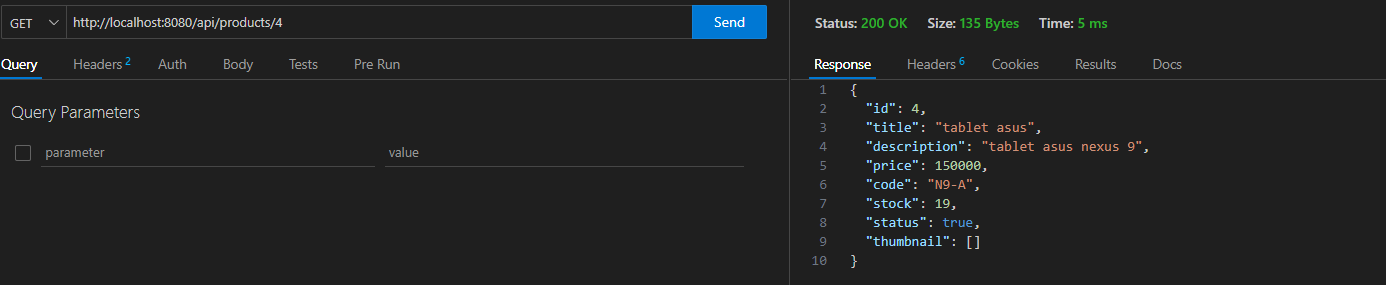 GET http://localhost:8080/api/products/4 Send
Query Headers 2 Auth Body Tests Pre Run
Query Parameters
parameter value
Status: 200 OK Size: 135 Bytes Time: 5 ms
Response Headers 6 Cookies Results Docs
1 {
2 "id": 4,
3 "title": "tablet asus",
4 "description": "tablet asus nexus 9",
5 "price": 150000,
6 "code": "N9-A",
7 "stock": 19,
8 "status": true,
9 "thumbnail": []
10 }